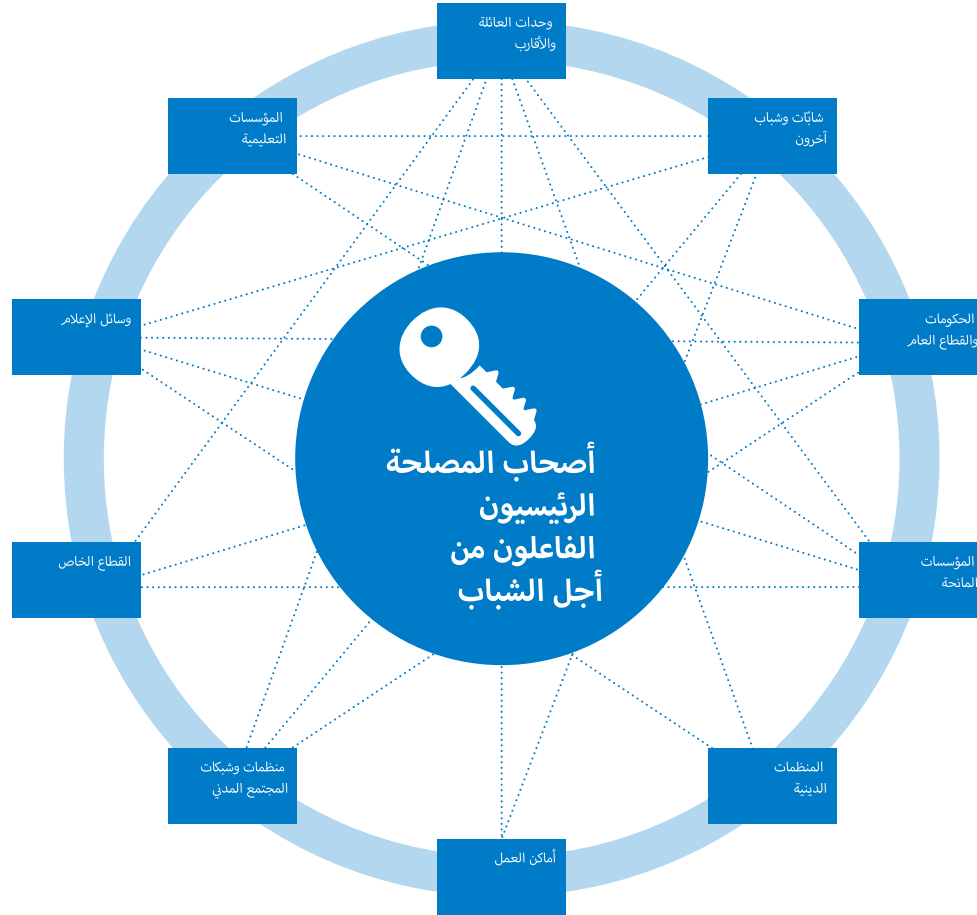 وحدات العائلة
والأقارب
شابّات وشباب
آخرون
المؤسسات
التعليمية
الحكومات
والقطاع العام
وسائل الإعلام
أصحاب المصلحة
الرئيسيون
الفاعلون من
أجل الشباب
المؤسسات
المانحة
القطاع الخاص
المنظمات
الدينية
منظمات وشبكات
المجتمع المدني
أماكن العمل